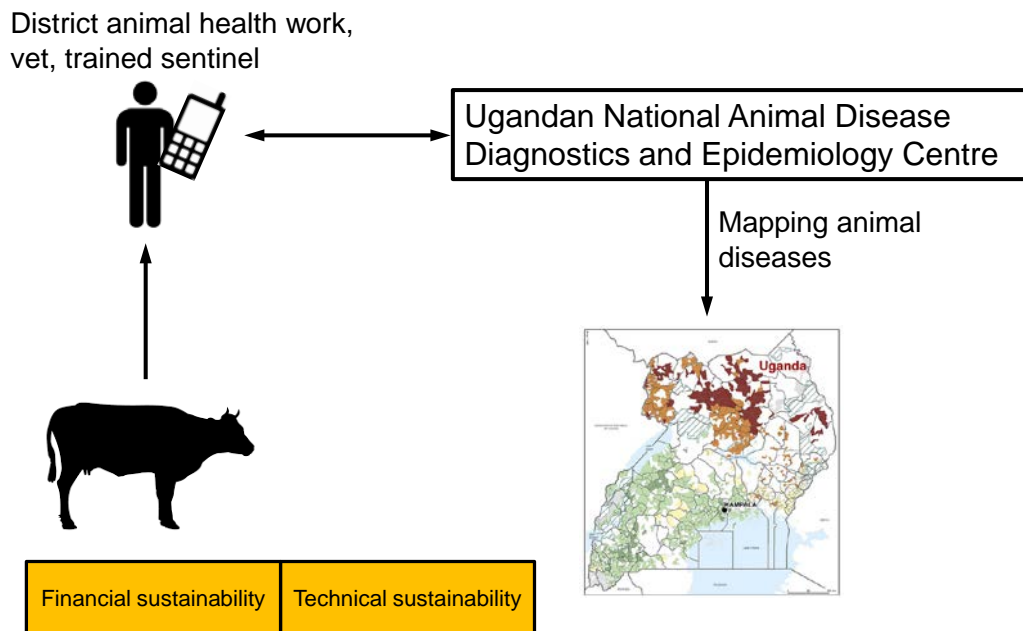 District animal health work,
vet, trained sentinel
Ugandan National Animal Disease
Diagnostics and Epidemiology Centre
Mapping animal
diseases
Uganda
KAMPALA
Financial sustainability
Technical sustainability